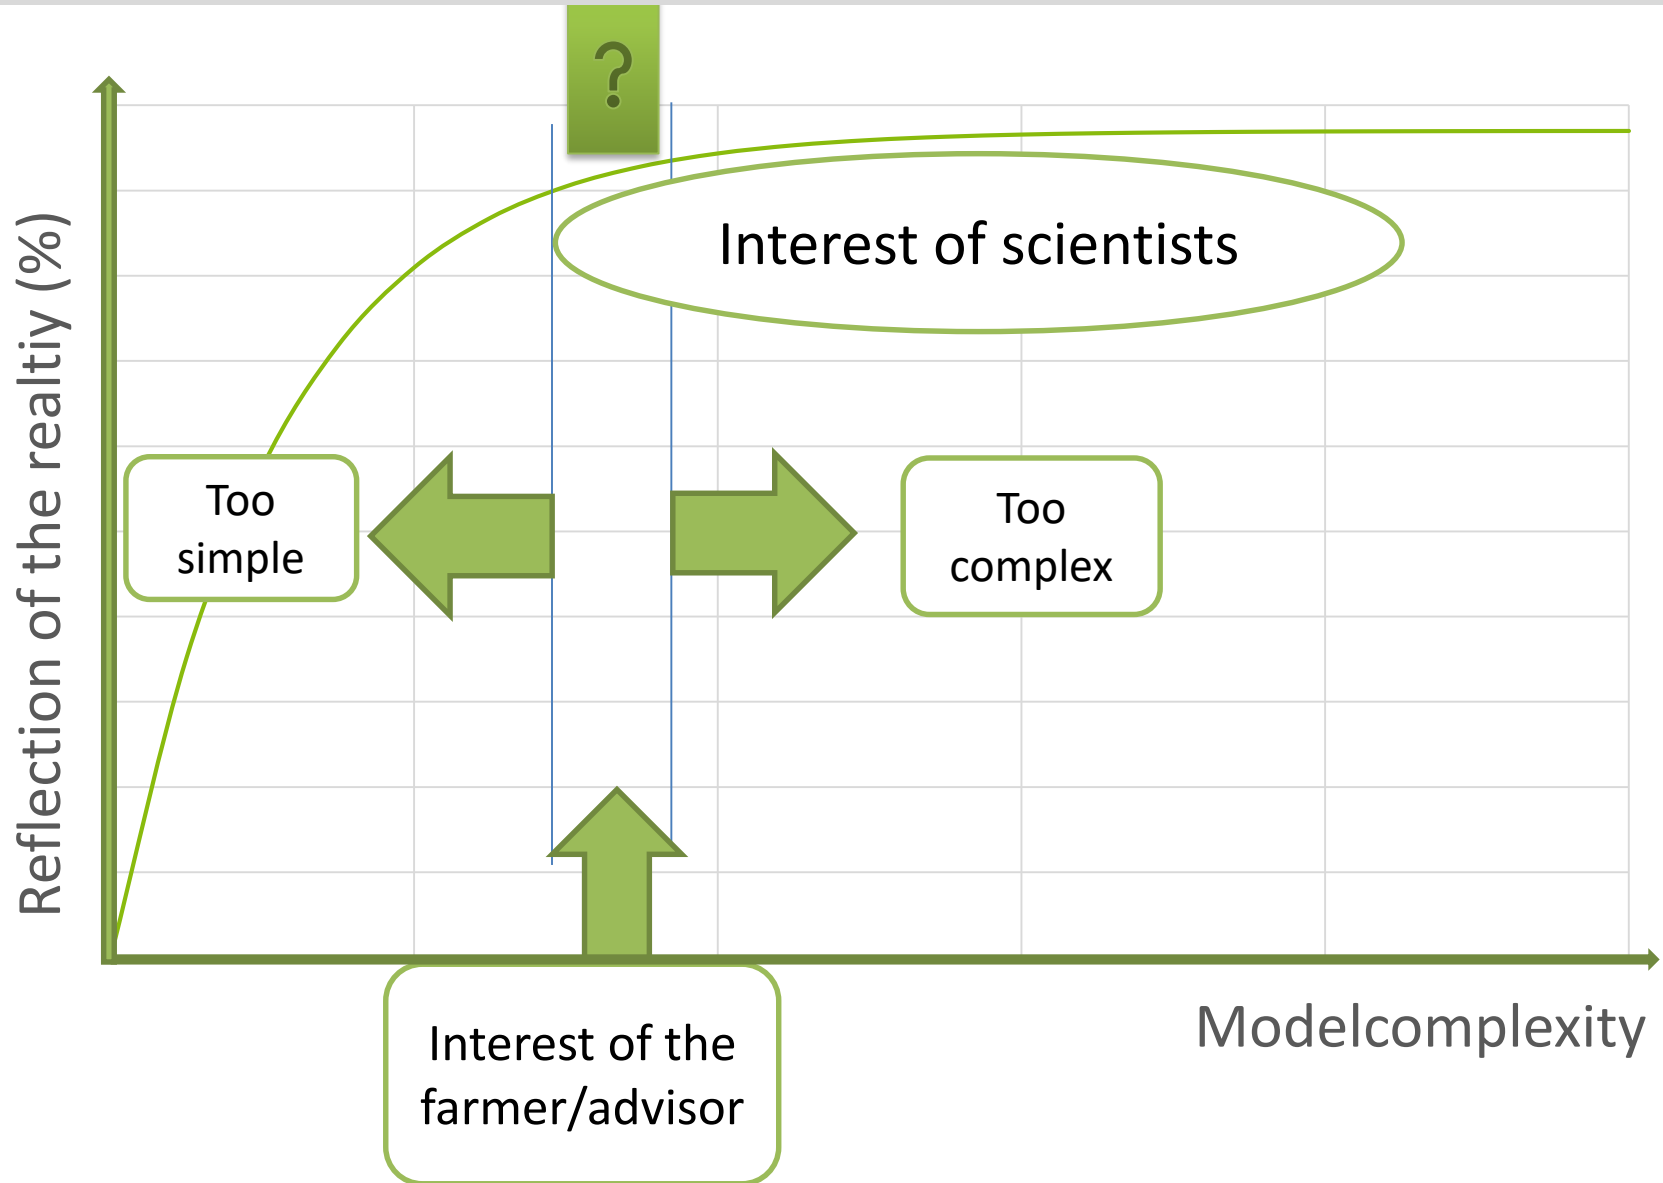 ?
Reflection of the realtiy (%)
Interest of scientists
Too
simple
Too
complex
Modelcomplexity
Interest of the
farmer/advisor